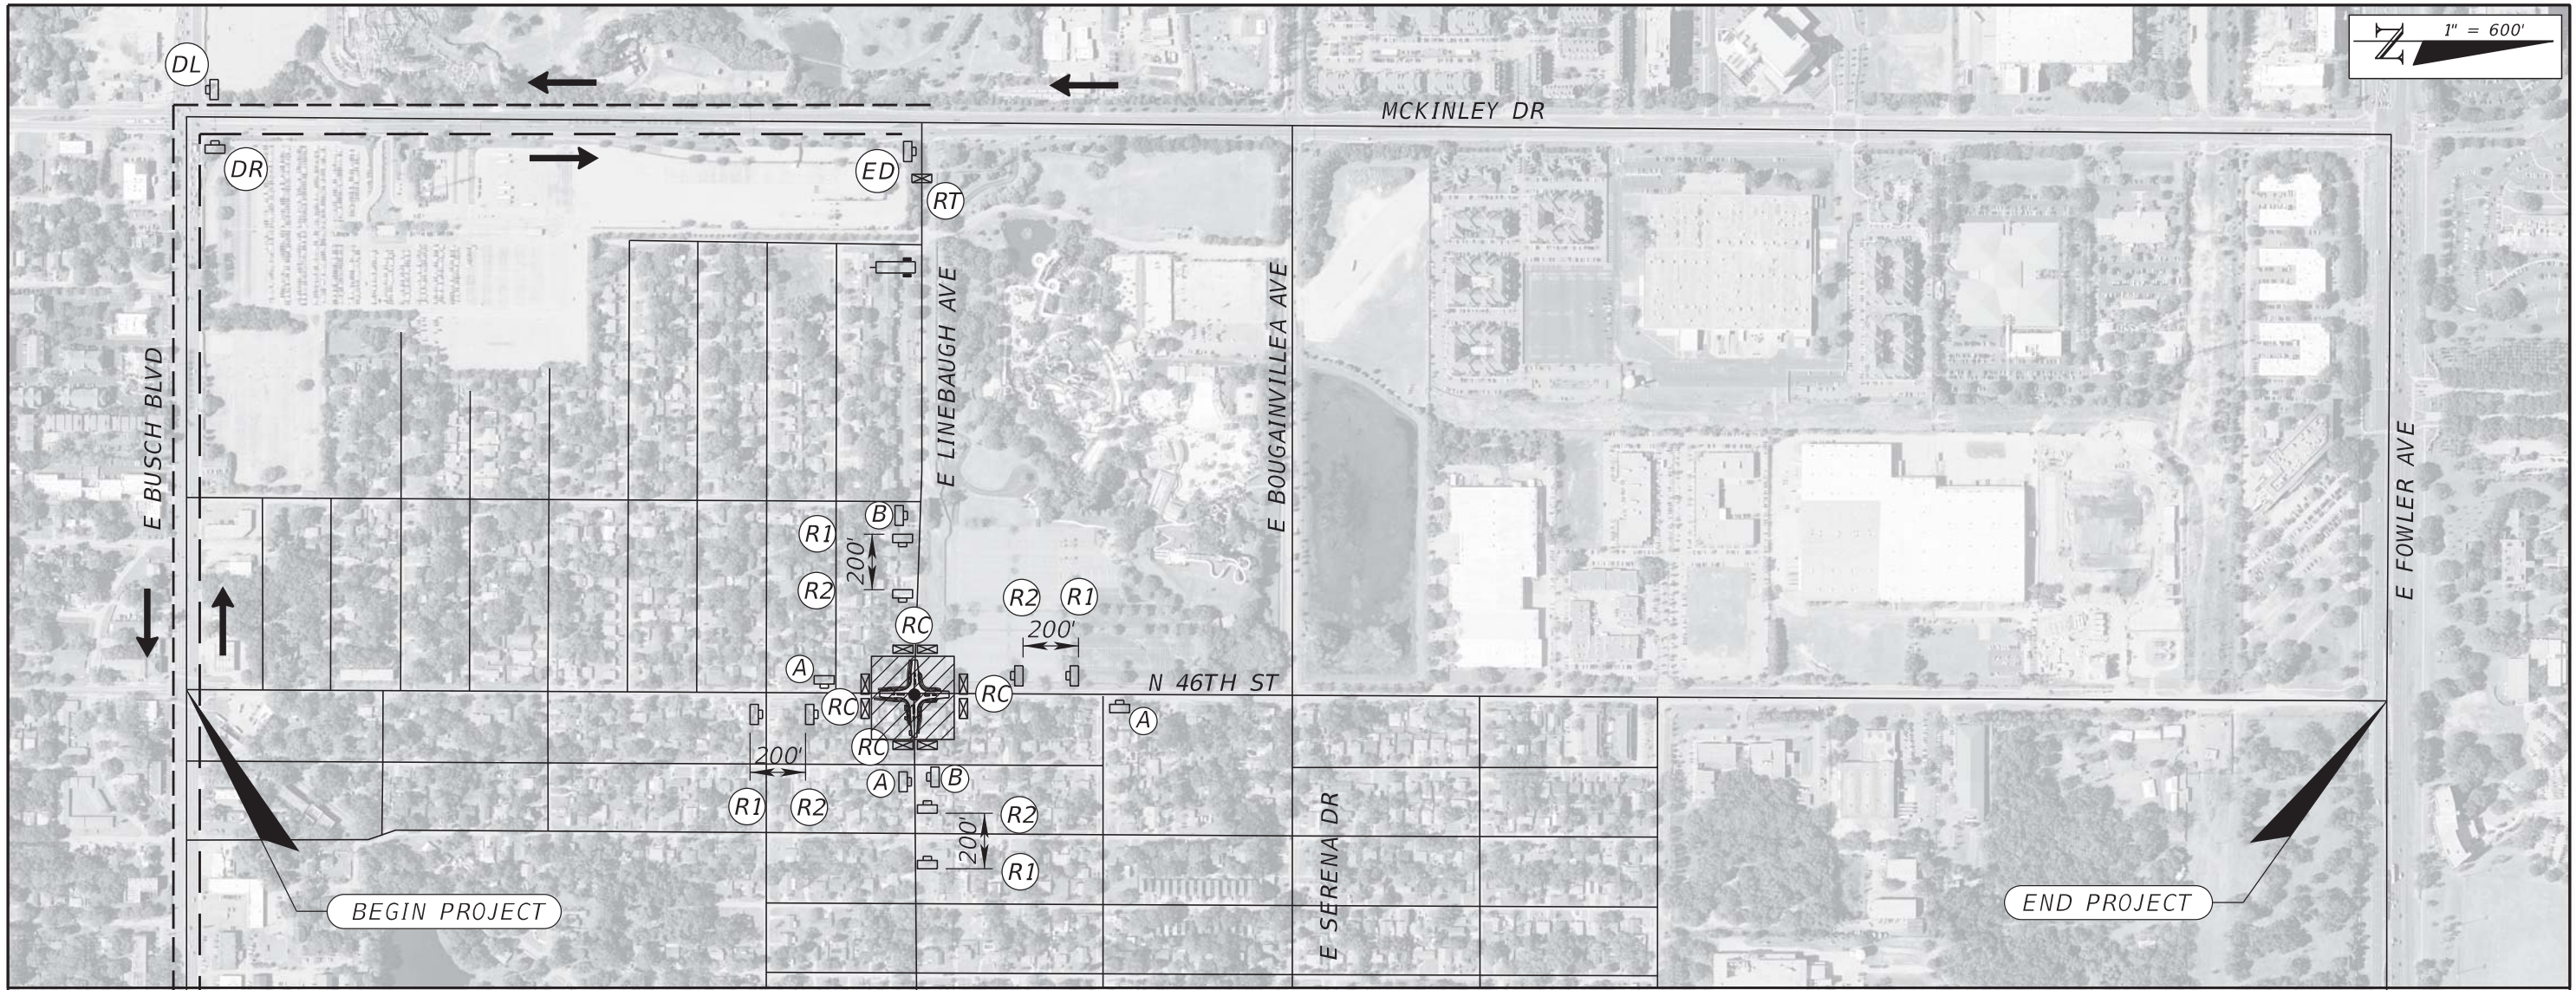 1" = 600'
N
DL
MCKINLEY DR
DR
ED
RT
E BUSCH BLVD
E LINEBAUGH AVE
E BOUGAINVILLEA AVE
E FOWLER AVE
B
R1
200'
R2
R2
R1
200'
RC
A
RC
RC
N 46TH ST
A
RC
200'
A
B
R1
R2
R2
200'
R1
E SERENA DR
BEGIN PROJECT
END PROJECT